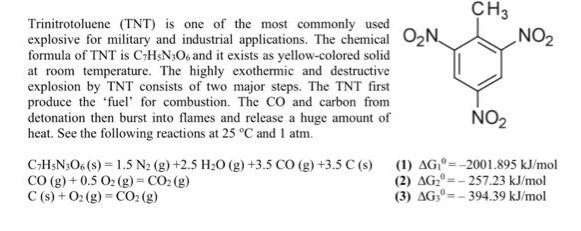 Trinitrotoluene (TNT) is one of the most commonly used
explosive for military and industrial applications. The chemical
formula of TNT is C₇H₅N₃O₆ and it exists as yellow-colored solid
at room temperature. The highly exothermic and destructive
explosion by TNT consists of two major steps. The TNT first
produce the ‘fuel’ for combustion. The CO and carbon from
detonation then burst into flames and release a huge amount of
heat. See the following reactions at 25 °C and 1 atm.
CH₃
O₂N
NO₂
NO₂
C₇H₅N₃O₆ (s) = 1.5 N₂ (g) +2.5 H₂O (g) +3.5 CO (g) +3.5 C (s) (1) ΔG₁⁰ = -2001.895 kJ/mol
CO (g) + 0.5 O₂ (g) = CO₂ (g) (2) ΔG₂⁰ = - 257.23 kJ/mol
C (s) + O₂ (g) = CO₂ (g) (3) ΔG₃⁰ = - 394.39 kJ/mol